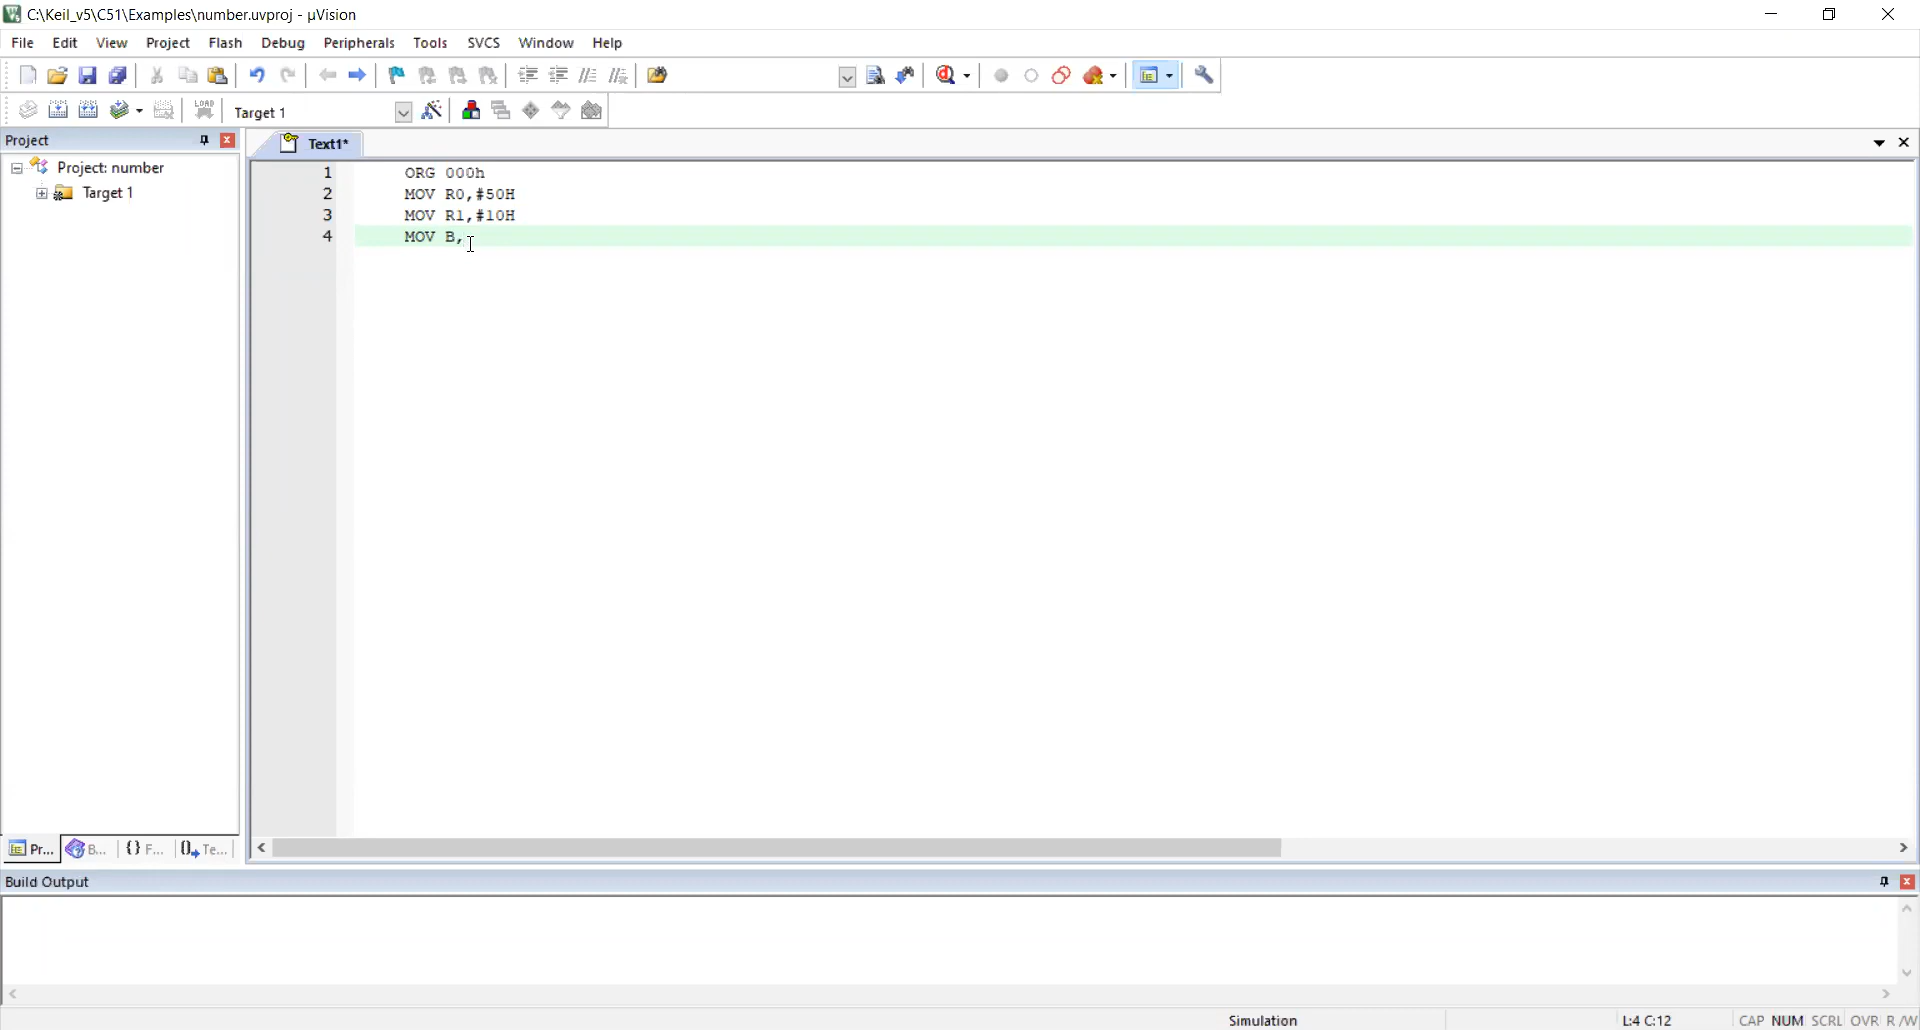 C:\Keil_v5\C51\Examples\number.uvproj - µVision
File Edit View Project Flash Debug Peripherals Tools SVCS Window Help
LOAD Target 1
Project
Text1*
Project: number
Target 1
1 ORG 000h
2 MOV R0,#50H
3 MOV R1,#10H
4 MOV B,
Pr... B... {} F... Te...
Build Output
Simulation L:4 C:12 CAP NUM SCRL OVR R/W